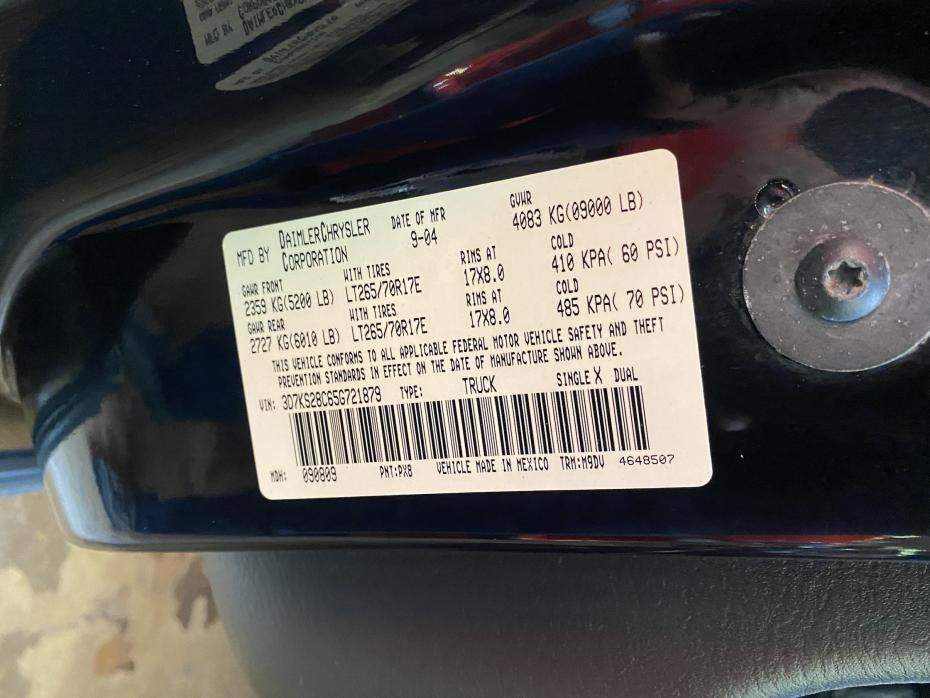 MFD BY DAIMLERCHRYSLER CORPORATION DATE OF MFR 9-04 GVWR 4083 KG(09000 LB)
GAWR FRONT WITH TIRES RIMS AT COLD
2359 KG(5200 LB) LT265/70R17E 17X8.0 410 KPA( 60 PSI)
GAWR REAR WITH TIRES RIMS AT COLD
2727 KG(6010 LB) LT265/70R17E 17X8.0 485 KPA( 70 PSI)
THIS VEHICLE CONFORMS TO ALL APPLICABLE FEDERAL MOTOR VEHICLE SAFETY AND THEFT
PREVENTION STANDARDS IN EFFECT ON THE DATE OF MANUFACTURE SHOWN ABOVE.
VIN: 3D7KS28C65G721879 TYPE: TRUCK SINGLE X DUAL
MDH: 090809 PNT:PX8 VEHICLE MADE IN MEXICO TRM:M9DV 4648507